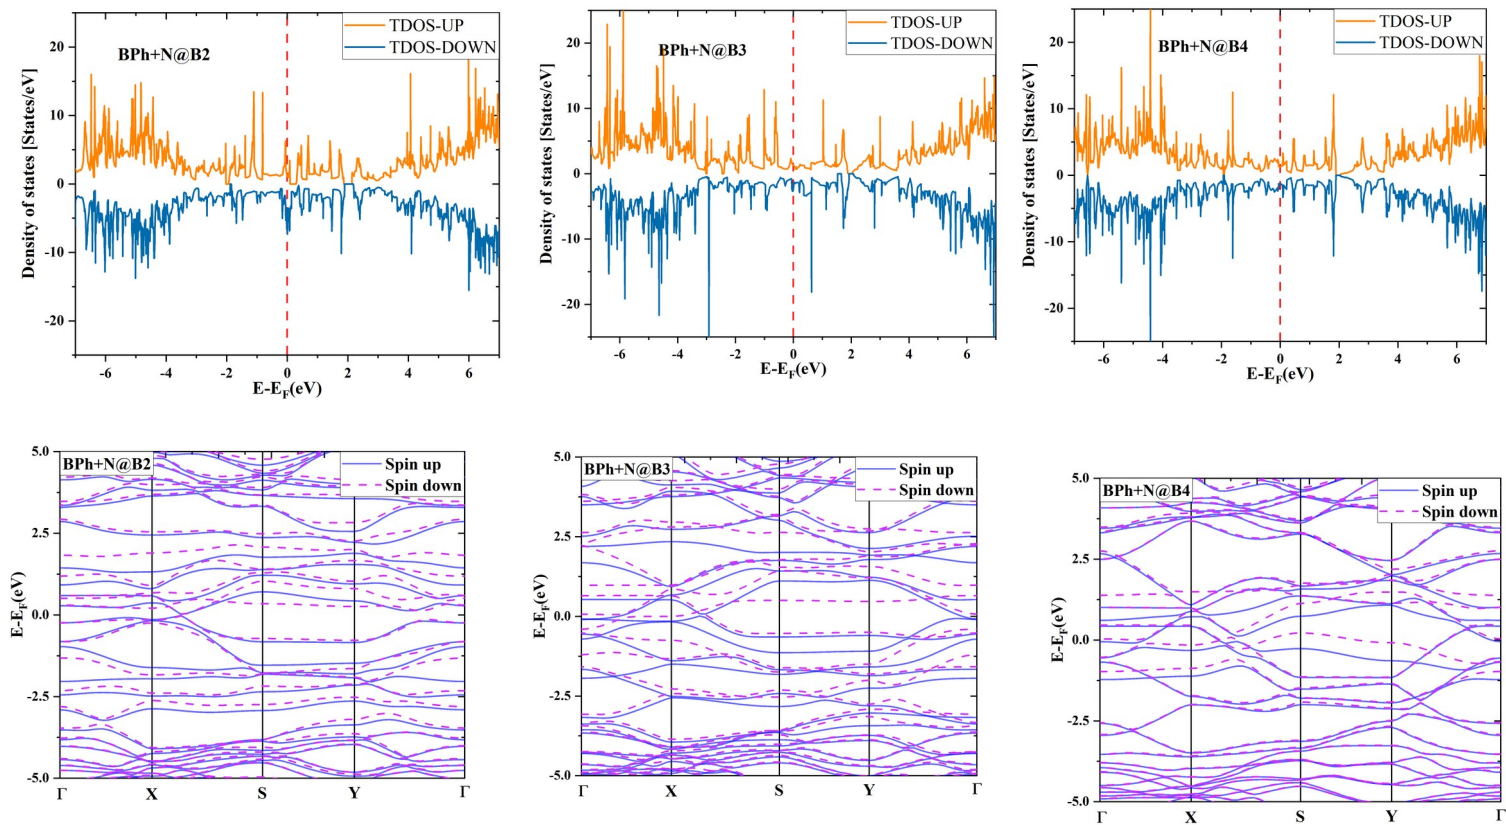 TDOS-UP
TDOS-DOWN
BPh+N@B2
Density of states [States/eV]
20
10
0
-10
-20
-6
-4
-2
0
2
4
6
E-EF(eV)
TDOS-UP
TDOS-DOWN
BPh+N@B3
Density of states [States/eV]
20
10
0
-10
-20
-6
-4
-2
0
2
4
6
E-EF(eV)
TDOS-UP
TDOS-DOWN
BPh+N@B4
Density of states [States/eV]
20
10
0
-10
-20
-6
-4
-2
0
2
4
6
E-EF(eV)
BPh+N@B2
Spin up
Spin down
E-EF(eV)
5.0
2.5
0.0
-2.5
-5.0
Γ
X
S
Y
Γ
BPh+N@B3
Spin up
Spin down
E-EF(eV)
5.0
2.5
0.0
-2.5
-5.0
Γ
X
S
Y
Γ
BPh+N@B4
Spin up
Spin down
E-EF(eV)
5.0
2.5
0.0
-2.5
-5.0
Γ
X
S
Y
Γ